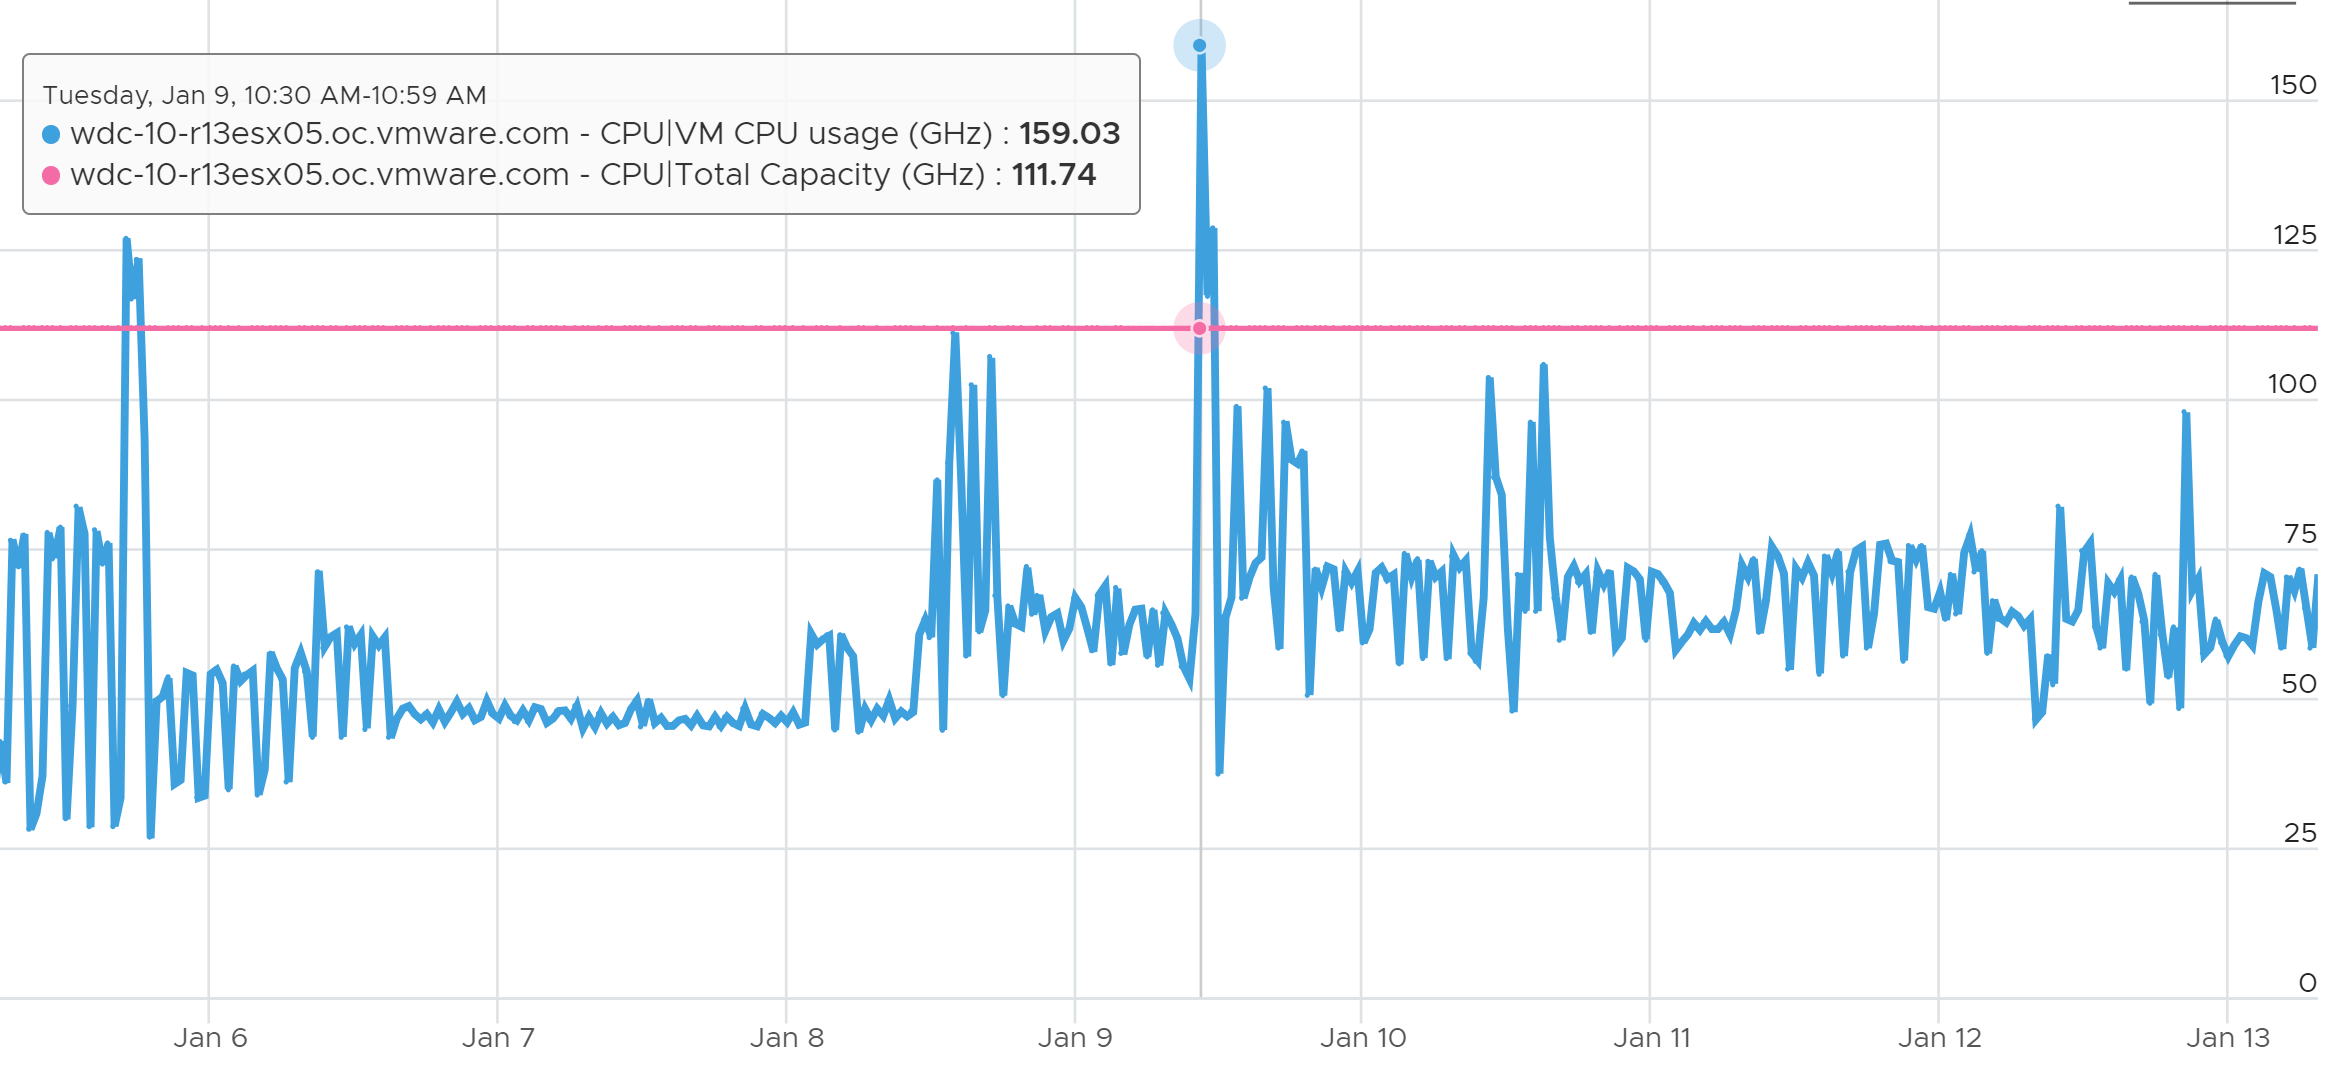 Tuesday, Jan 9, 10:30 AM-10:59 AM
wdc-10-r13esx05.oc.vmware.com - CPU|VM CPU usage (GHz) : 159.03
wdc-10-r13esx05.oc.vmware.com - CPU|Total Capacity (GHz) : 111.74
150
125
100
75
50
25
0
Jan 6
Jan 7
Jan 8
Jan 9
Jan 10
Jan 11
Jan 12
Jan 13